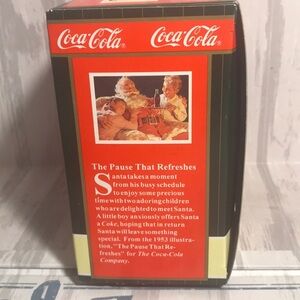 Coca-Cola® Coca-Cola®
The Pause That Refreshes
Santa takes a moment
from his busy schedule
to enjoy some precious
time with two adoring children
who are delighted to meet Santa.
A little boy anxiously offers Santa
a Coke, hoping that in return
Santa will leave something
special. From the 1953 illustra-
tion, "The Pause That Re-
freshes" for The Coca-Cola
Company.